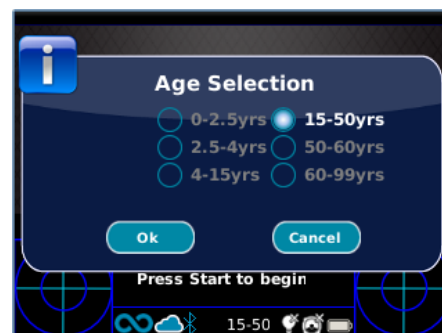 Age Selection
0-2.5yrs 15-50yrs
2.5-4yrs 50-60yrs
4-15yrs 60-99yrs
Ok Cancel
Press Start to begin
15-50